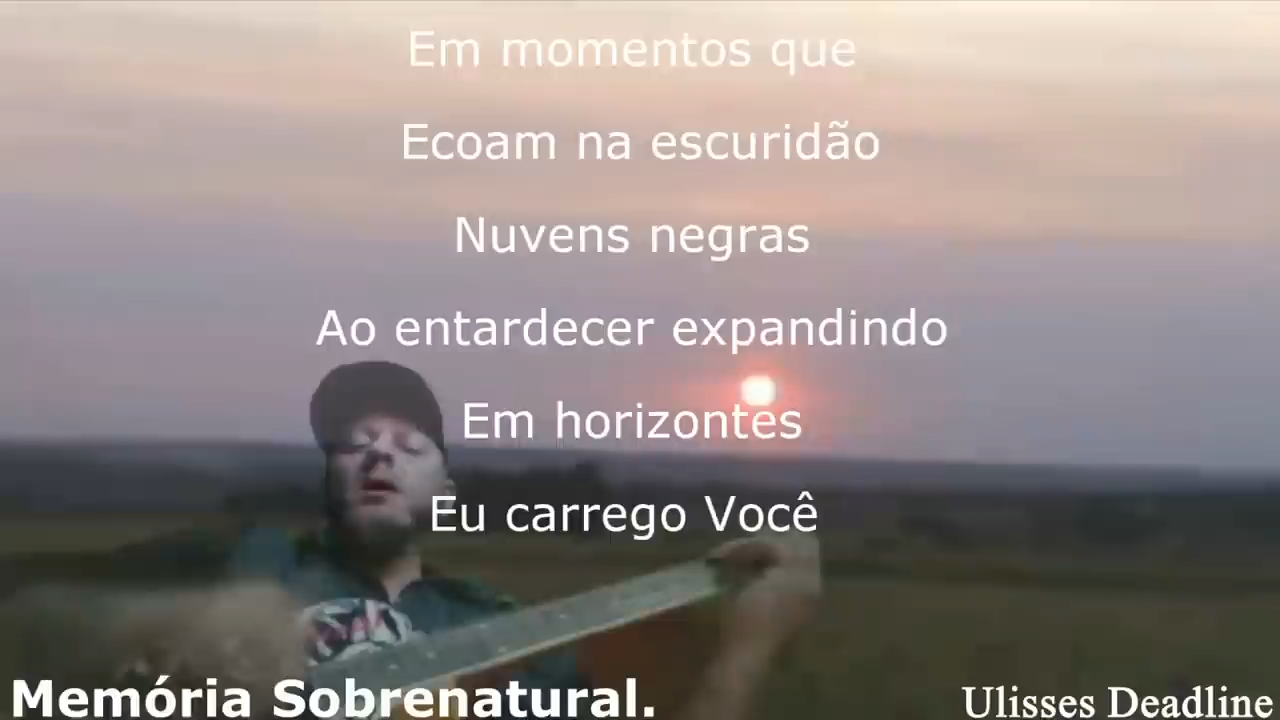 Em momentos que
Ecoam na escuridão
Nuvens negras
Ao entardecer expandindo
Em horizontes
Eu carrego Você
Memória Sobrenatural.
Ulisses Deadline